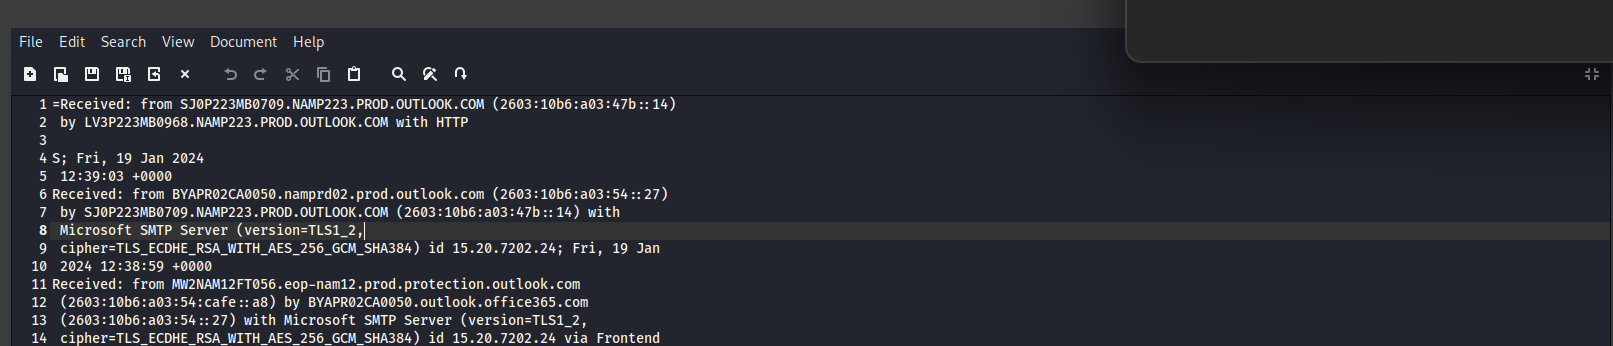 File Edit Search View Document Help
1 =Received: from SJ0P223MB0709.NAMP223.PROD.OUTLOOK.COM (2603:10b6:a03:47b::14)
2 by LV3P223MB0968.NAMP223.PROD.OUTLOOK.COM with HTTP
3
4 S; Fri, 19 Jan 2024
5 12:39:03 +0000
6 Received: from BYAPR02CA0050.namprd02.prod.outlook.com (2603:10b6:a03:54::27)
7 by SJ0P223MB0709.NAMP223.PROD.OUTLOOK.COM (2603:10b6:a03:47b::14) with
8 Microsoft SMTP Server (version=TLS1_2,
9 cipher=TLS_ECDHE_RSA_WITH_AES_256_GCM_SHA384) id 15.20.7202.24; Fri, 19 Jan
10 2024 12:38:59 +0000
11 Received: from MW2NAM12FT056.eop-nam12.prod.protection.outlook.com
12 (2603:10b6:a03:54:cafe::a8) by BYAPR02CA0050.outlook.office365.com
13 (2603:10b6:a03:54::27) with Microsoft SMTP Server (version=TLS1_2,
14 cipher=TLS_ECDHE_RSA_WITH_AES_256_GCM_SHA384) id 15.20.7202.24 via Frontend